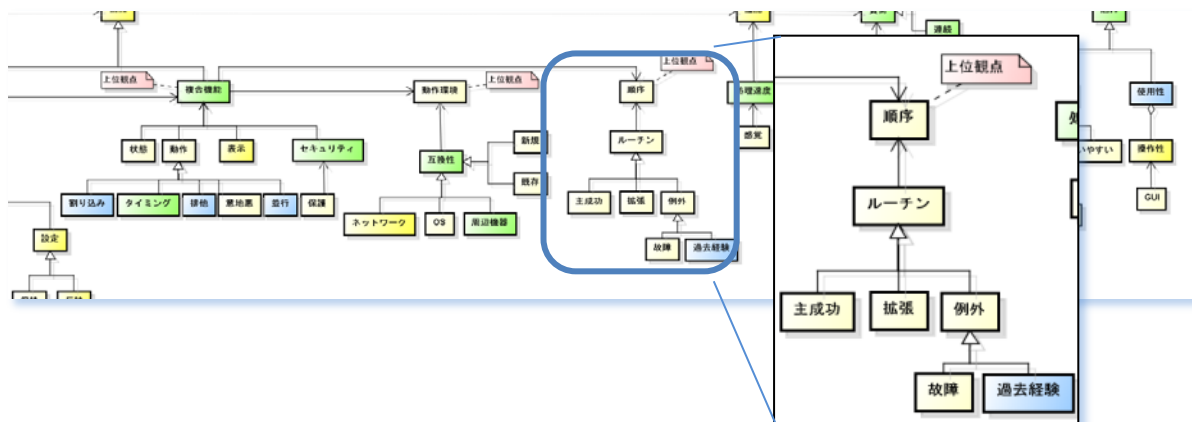 連続
上位観点
上位観点
上位観点
複合機能
動作環境
順序
処理速度
使用性
状態
動作
表示
セキュリティ
互換性
新規
既存
ルーチン
感覚
操作性
割り込み
タイミング
排他
意地悪
並行
保護
ネットワーク
OS
周辺機器
主成功
拡張
例外
故障
過去経験
GUI
設定
上位観点
順序
ルーチン
主成功
拡張
例外
故障
過去経験
いやすい